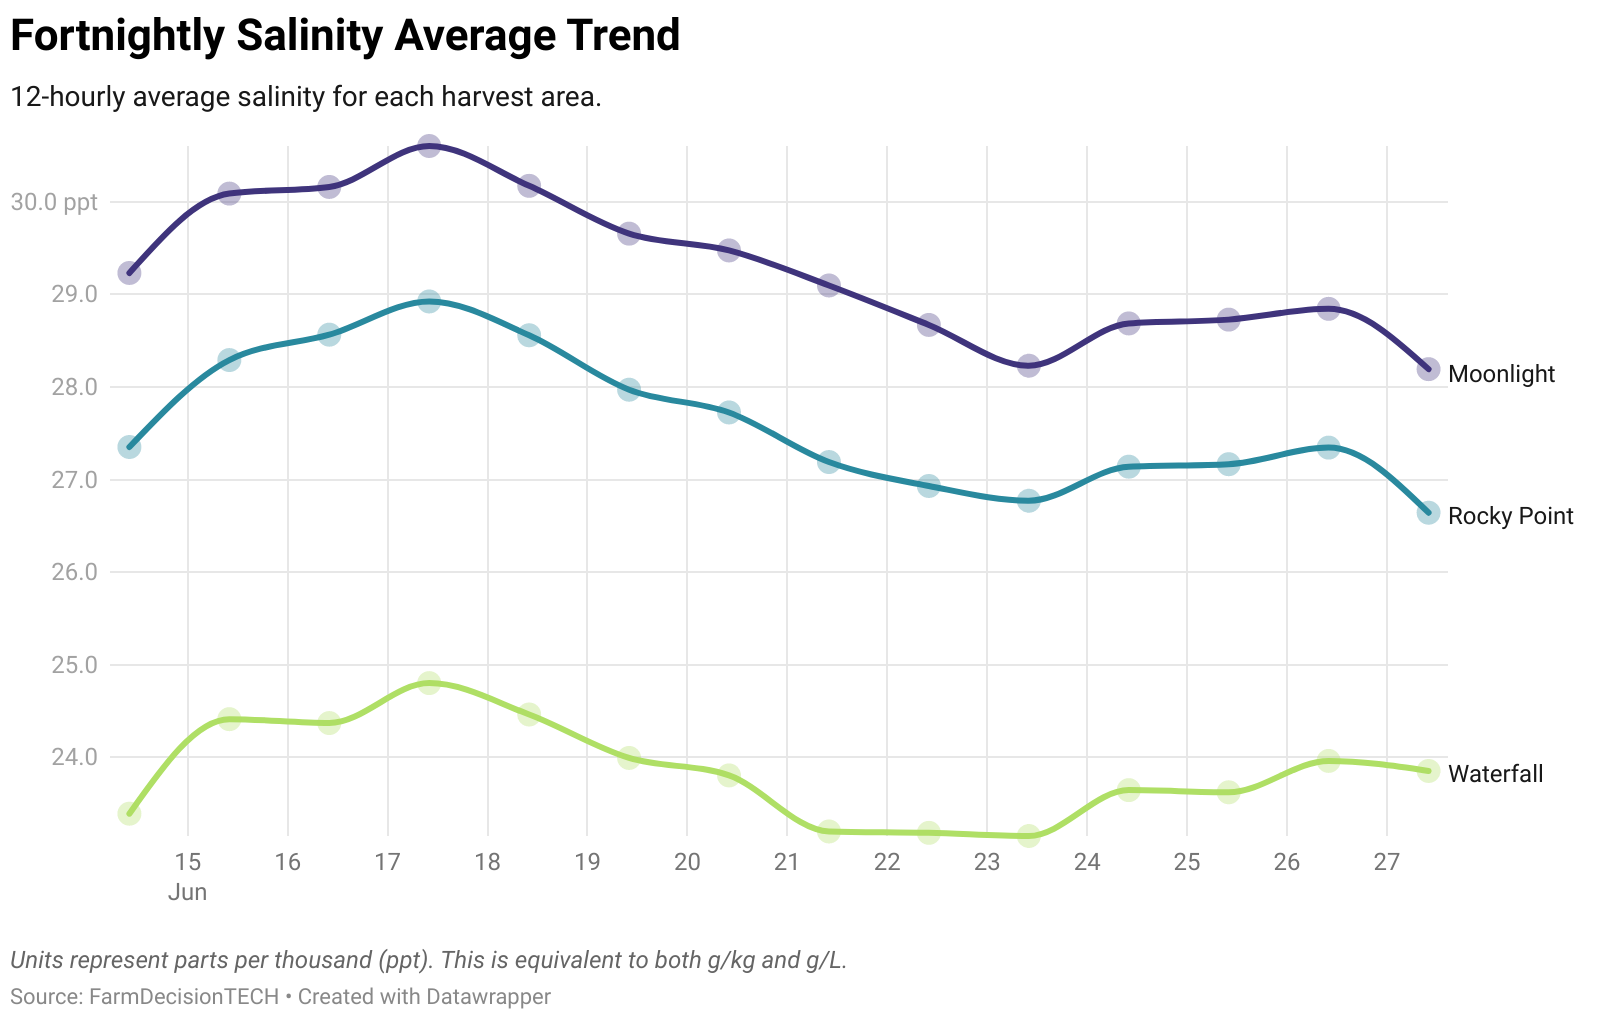 Fortnightly Salinity Average Trend
12-hourly average salinity for each harvest area.
30.0 ppt
29.0
28.0
27.0
26.0
25.0
24.0
Moonlight
Rocky Point
Waterfall
15 16 17 18 19 20 21 22 23 24 25 26 27
Jun
Units represent parts per thousand (ppt). This is equivalent to both g/kg and g/L.
Source: FarmDecisionTECH • Created with Datawrapper